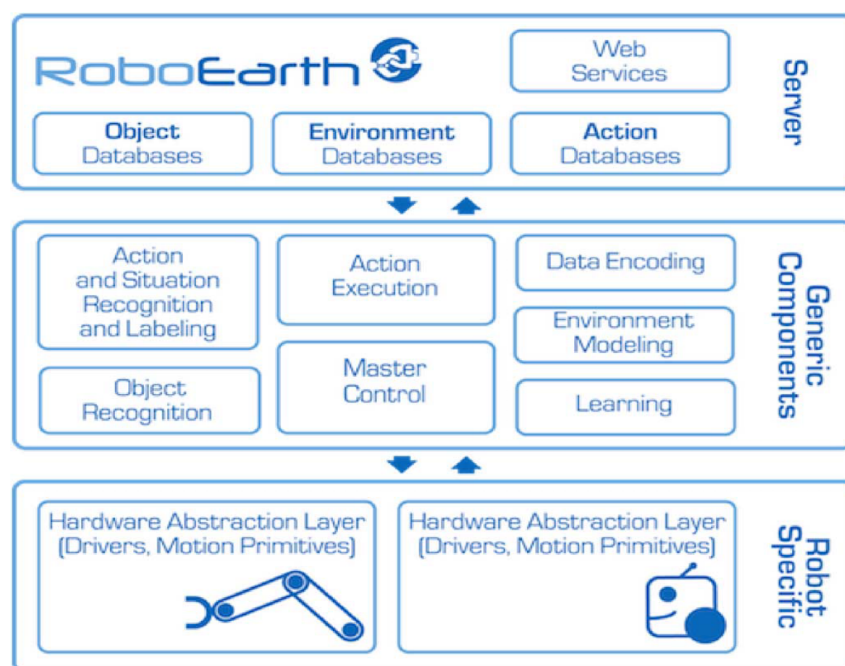 RoboEarth
Web
Services
Object
Databases
Environment
Databases
Action
Databases
Server
Action
and Situation
Recognition
and Labeling
Object
Recognition
Action
Execution
Master
Control
Data Encoding
Environment
Modeling
Learning
Generic
Components
Hardware Abstraction Layer
(Drivers, Motion Primitives)
Hardware Abstraction Layer
(Drivers, Motion Primitives)
Robot
Specific